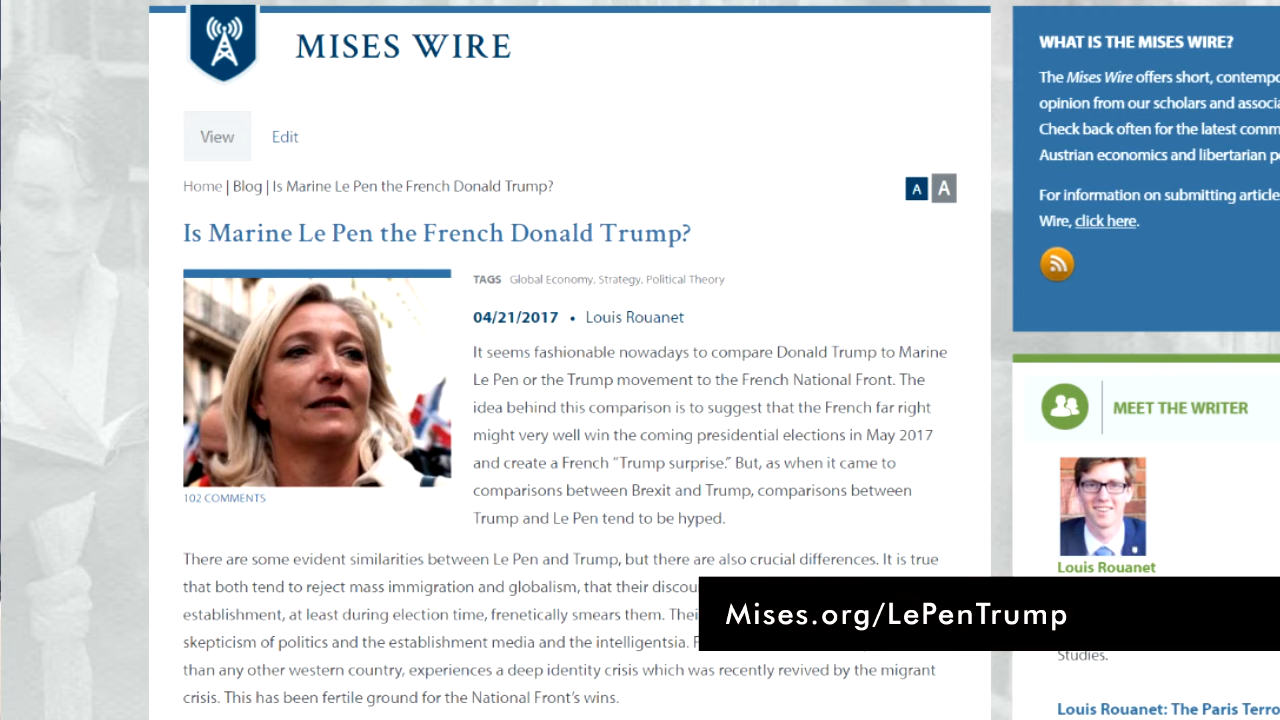 MISES WIRE
View
Edit
Home | Blog | Is Marine Le Pen the French Donald Trump?
A A
Is Marine Le Pen the French Donald Trump?
TAGS Global Economy, Strategy, Political Theory
04/21/2017 • Louis Rouanet
It seems fashionable nowadays to compare Donald Trump to Marine
Le Pen or the Trump movement to the French National Front. The
idea behind this comparison is to suggest that the French far right
might very well win the coming presidential elections in May 2017
and create a French “Trump surprise.” But, as when it came to
comparisons between Brexit and Trump, comparisons between
Trump and Le Pen tend to be hyped.
102 COMMENTS
There are some evident similarities between Le Pen and Trump, but there are also crucial differences. It is true
that both tend to reject mass immigration and globalism, that their
establishment, at least during election time, frenetically smears them.
skepticism of politics and the establishment media and the intelligentsia.
than any other western country, experiences a deep identity crisis which was recently revived by the migrant
crisis. This has been fertile ground for the National Front’s wins.
WHAT IS THE MISES WIRE?
The Mises Wire offers short,
opinion from our scholars and
Check back often for the latest
Austrian economics and libertarian
For information on submitting
Wire, click here.
MEET THE WRITER
Louis Rouanet
Mises.org/LePenTrump
Studies.
Louis Rouanet: The Paris